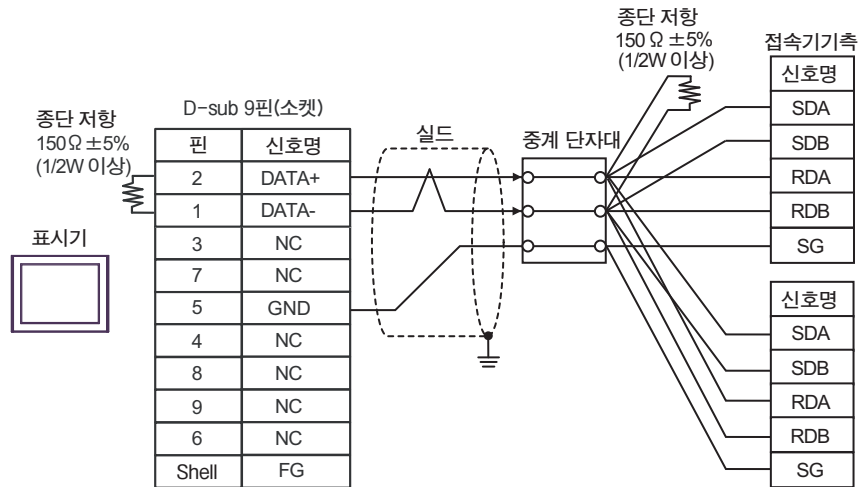 종단 저항
150 Ω ±5%
(1/2W 이상)
접속기기측
신호명
SDA
SDB
RDA
RDB
SG
신호명
SDA
SDB
RDA
RDB
SG
중계 단자대
실드
D-sub 9핀(소켓)
핀 신호명
2 DATA+
1 DATA-
3 NC
7 NC
5 GND
4 NC
8 NC
9 NC
6 NC
Shell FG
종단 저항
150Ω ±5%
(1/2W 이상)
표시기